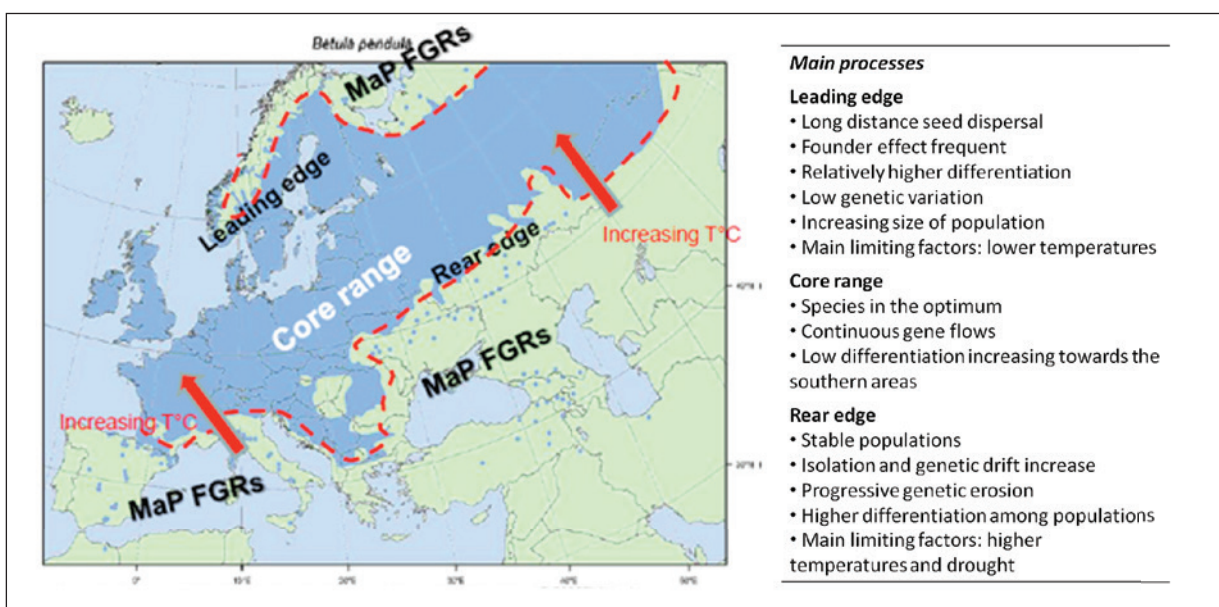 Betula pendula
MaP FGRs
Leading edge
Increasing T°C
Rear edge
Core range
MaP FGRs
Increasing T°C
MaP FGRs
0°
10°E
20°E
Main processes
Leading edge
• Long distance seed dispersal
• Founder effect frequent
• Relatively higher differentiation
• Low genetic variation
• Increasing size of population
• Main limiting factors: lower temperatures
Core range
• Species in the optimum
• Continuous gene flows
• Low differentiation increasing towards the
southern areas
Rear edge
• Stable populations
• Isolation and genetic drift increase
• Progressive genetic erosion
• Higher differentiation among populations
• Main limiting factors: higher
temperatures and drought